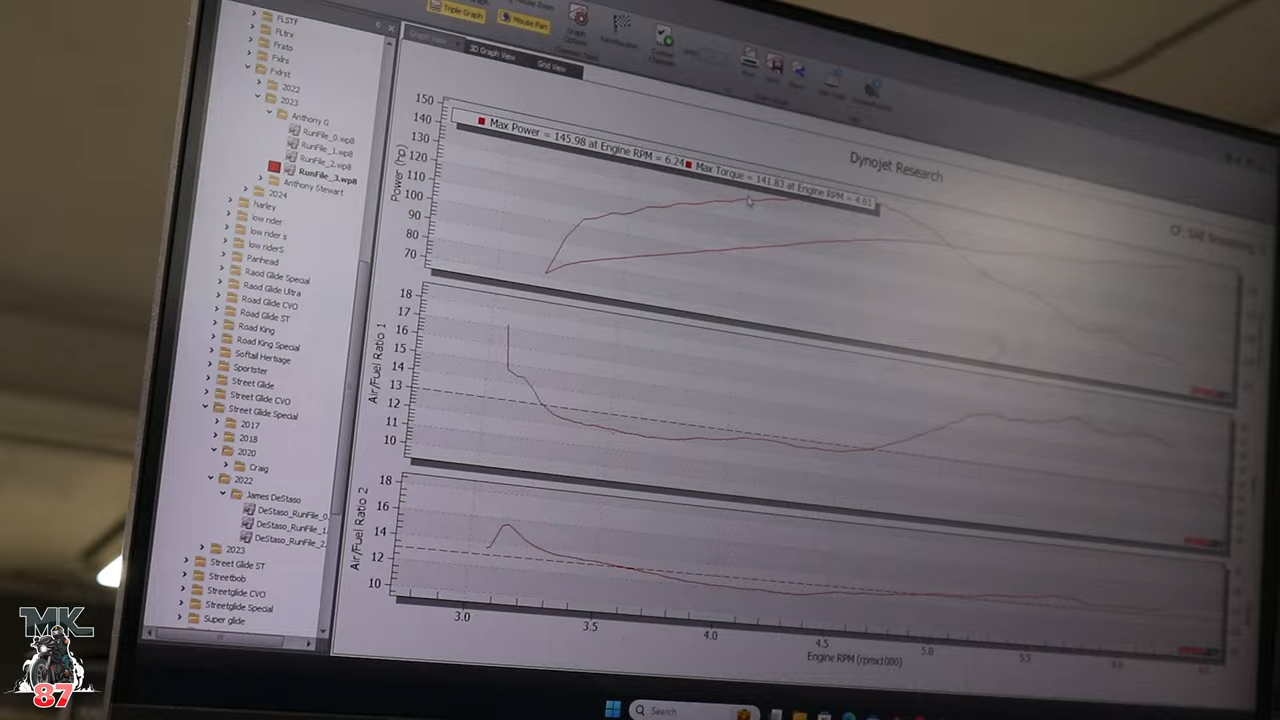 Triple Graph
Mouse Pan
Graph Options
Graph View
3D Graph View
Grid View
FLSTF
FLtrx
Frato
Fxlrs
Fxlrst
2022
2023
Anthony G
RunFile_0.wp8
RunFile_1.wp8
RunFile_2.wp8
RunFile_3.wp8
Anthony Stewart
2024
harley
low rider
low rider s
low riderS
Panhead
Raod Glide Special
Raod Glide Ultra
Road Glide CVO
Road Glide ST
Road King
Road King Special
Softail Hertiage
Sportster
Street Glide
Street Glide CVO
Street Glide Special
2017
2018
2020
Craig
2022
James DeStaso
DeStaso_RunFile_0
DeStaso_RunFile_1
DeStaso_RunFile_2
2023
Street Glide ST
Streetbob
Streetglide CVO
Streetglide Special
Super glide
Dynojet Research
Max Power = 145.98 at Engine RPM = 6.24
Max Torque = 141.83 at Engine RPM = 4.61
Power (hp)
150
140
130
120
110
100
90
80
70
Air/Fuel Ratio 1
18
17
16
15
14
13
12
11
10
Air/Fuel Ratio 2
18
16
14
12
10
3.0
3.5
4.0
4.5
5.0
5.5
Engine RPM (rpmx1000)
Search
MK
87